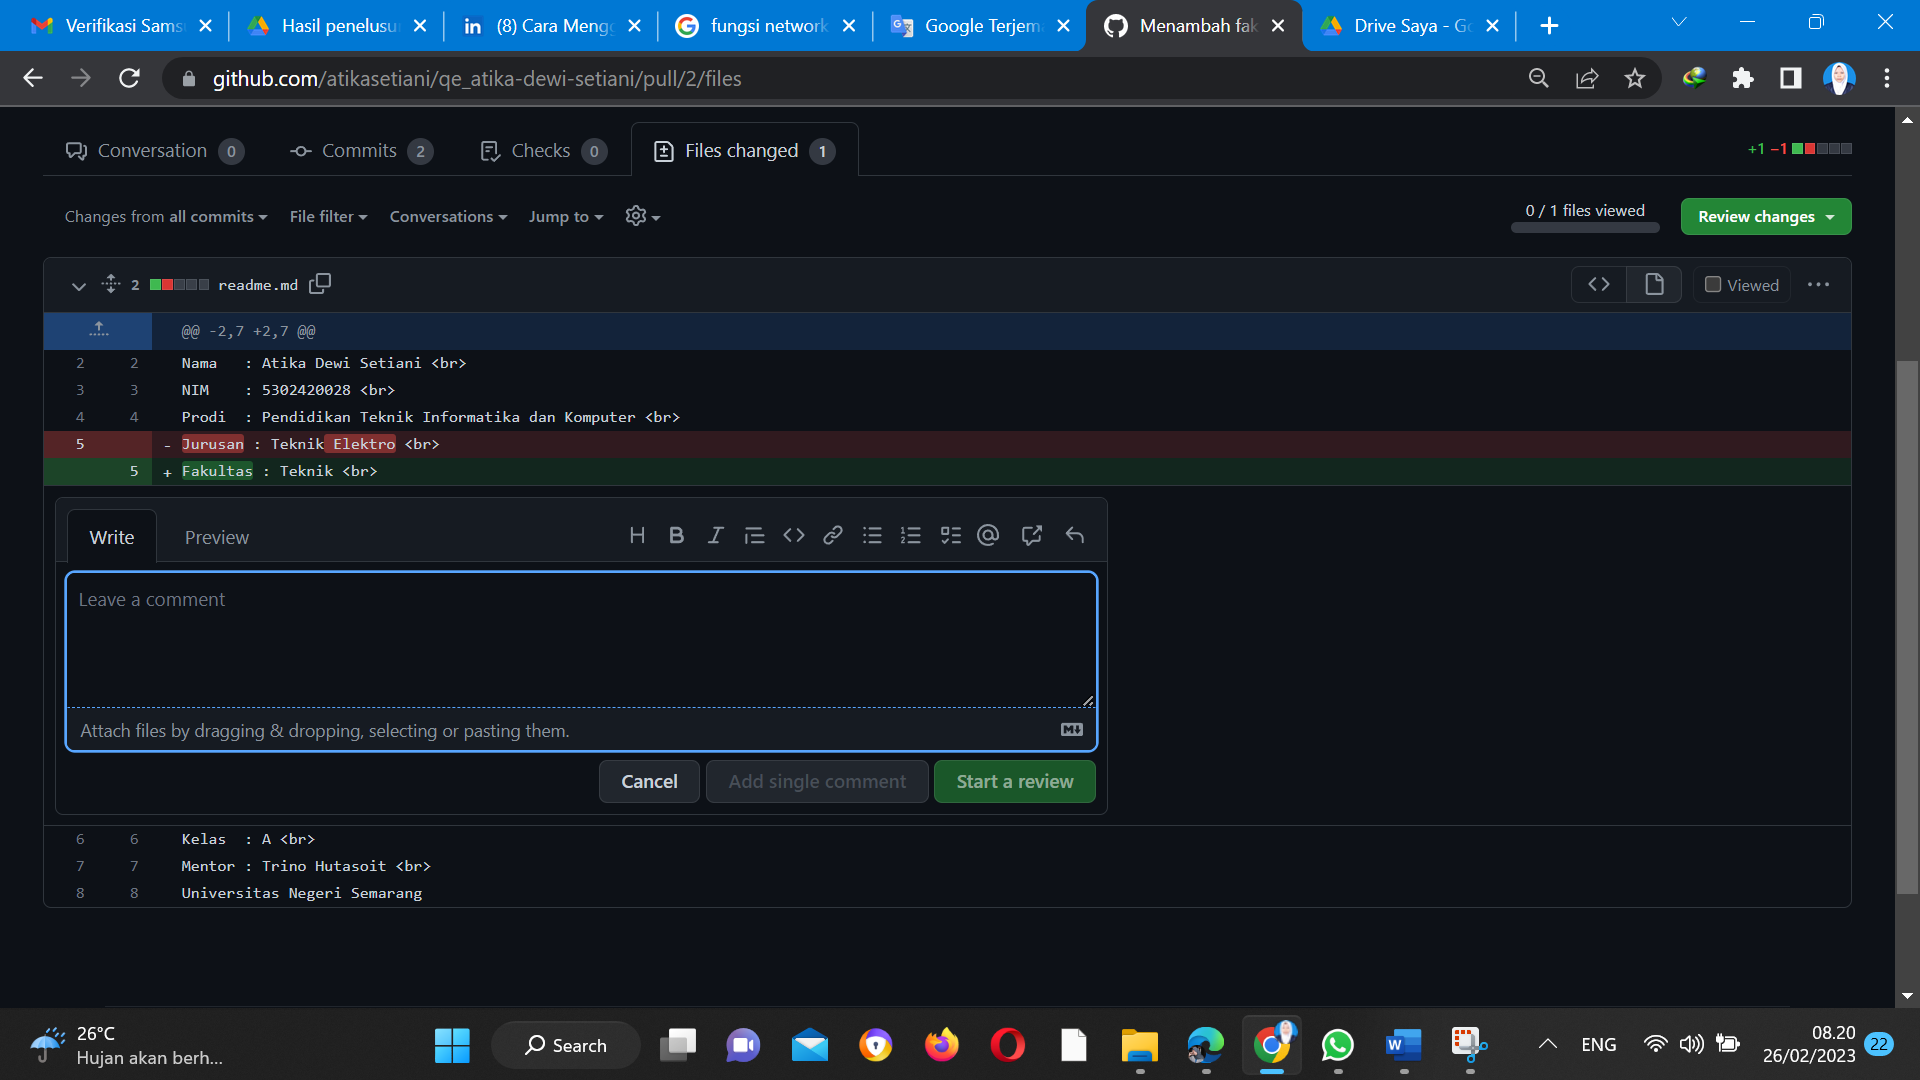 Verifikasi Sams
Hasil penelusu
(8) Cara Mengg
fungsi network
Google Terjem
Menambah fak
Drive Saya - Go
github.com/atikasetiani/qe_atika-dewi-setiani/pull/2/files
Conversation 0
Commits 2
Checks 0
Files changed 1
+1 −1
Changes from all commits
File filter
Conversations
Jump to
0 / 1 files viewed
Review changes
2 readme.md
Viewed
@@ -2,7 +2,7 @@
2 2 Nama : Atika Dewi Setiani <br>
3 3 NIM : 5302420028 <br>
4 4 Prodi : Pendidikan Teknik Informatika dan Komputer <br>
5 - Jurusan : Teknik Elektro <br>
5 + Fakultas : Teknik <br>
Write
Preview
Leave a comment
Attach files by dragging & dropping, selecting or pasting them.
Cancel
Add single comment
Start a review
6 6 Kelas : A <br>
7 7 Mentor : Trino Hutasoit <br>
8 8 Universitas Negeri Semarang
26°C
Hujan akan berh...
Search
ENG
08.20
26/02/2023
22